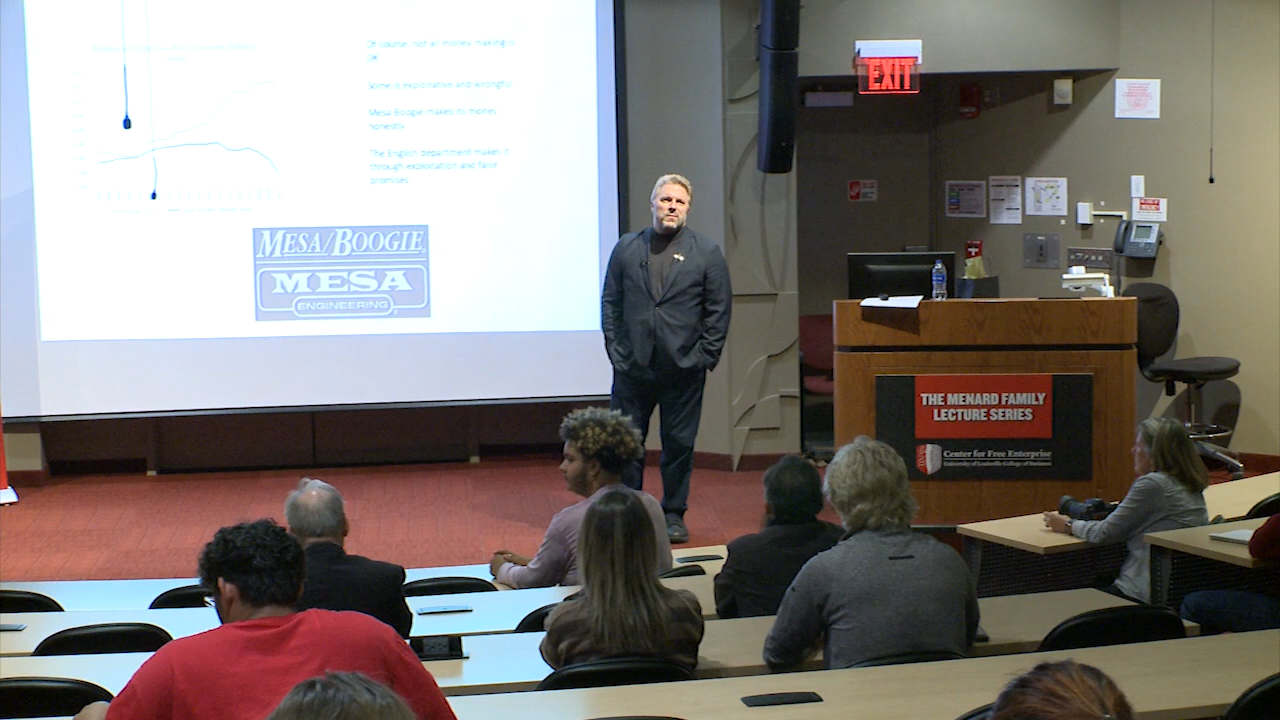 Of course, not all money making is
OK
Some is exploitative and wrongful
Mesa Boogie makes its money
honestly
The English department makes it
through exploitation and false
promises
MESA/BOOGIE®
MESA
ENGINEERING®
EXIT
THE MENARD FAMILY
LECTURE SERIES
Center for Free Enterprise
University of Louisville College of Business